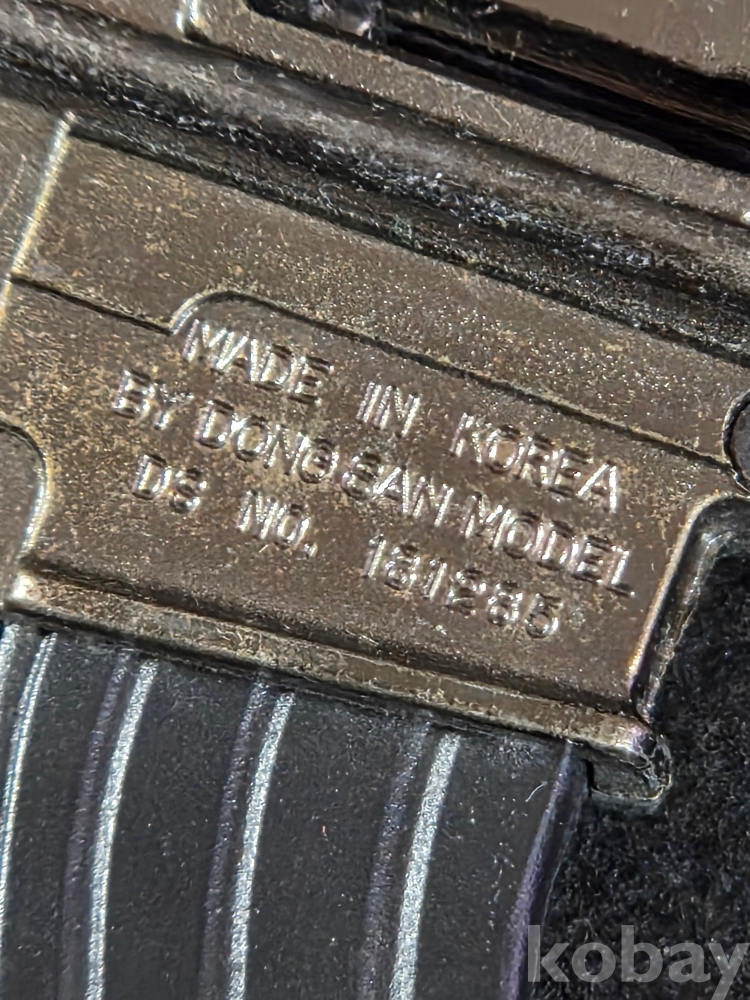 MADE IN KOREA
BY DONG SAN MODEL
DS NO. 181285
kobay